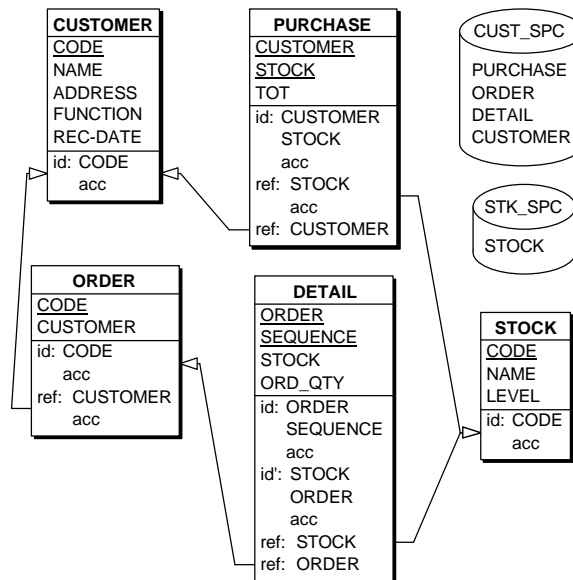 CUSTOMER
CODE
NAME
ADDRESS
FUNCTION
REC-DATE
id: CODE
acc
PURCHASE
CUSTOMER
STOCK
TOT
id: CUSTOMER
STOCK
acc
ref: STOCK
acc
ref: CUSTOMER
CUST_SPC
PURCHASE
ORDER
DETAIL
CUSTOMER
STK_SPC
STOCK
ORDER
CODE
CUSTOMER
id: CODE
acc
ref: CUSTOMER
acc
DETAIL
ORDER
SEQUENCE
STOCK
ORD_QTY
id: ORDER
SEQUENCE
acc
id': STOCK
ORDER
acc
ref: STOCK
ref: ORDER
STOCK
CODE
NAME
LEVEL
id: CODE
acc